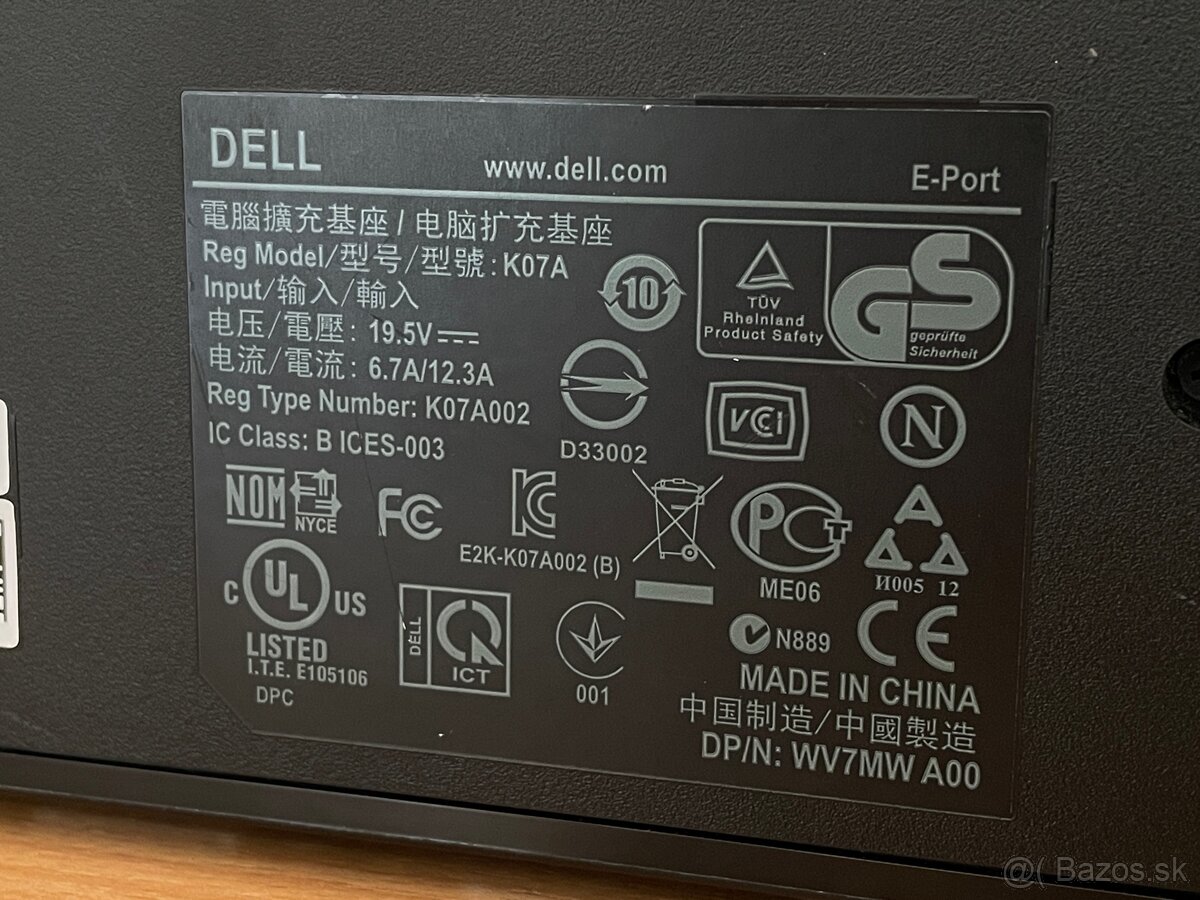 DELL
www.dell.com
E-Port
電腦擴充基座 / 电脑扩充基座
Reg Model/型号/型號: K07A
Input/输入/輸入
电压/電壓: 19.5V
电流/電流: 6.7A/12.3A
Reg Type Number: K07A002
IC Class: B ICES-003
10
TÜV
Rheinland
Product Safety
GS
geprüfte
Sicherheit
D33002
VCCI
N
NOM
NYCE
FC
KC
E2K-K07A002 (B)
РСТ
ME06
И005 12
C UL US
LISTED
I.T.E. E105106
DPC
DELL
ICT
001
N889
CE
MADE IN CHINA
中国制造/中國製造
DP/N: WV7MW A00
@( Bazos.sk